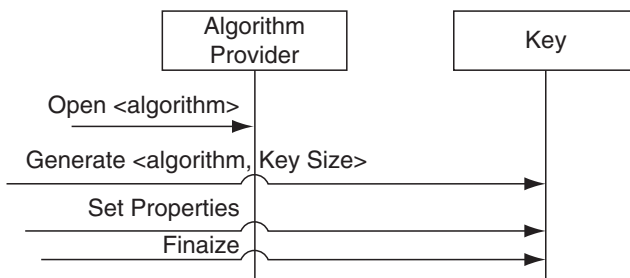 Algorithm
Provider
Key
Open <algorithm>
Generate <algorithm, Key Size>
Set Properties
Finaize